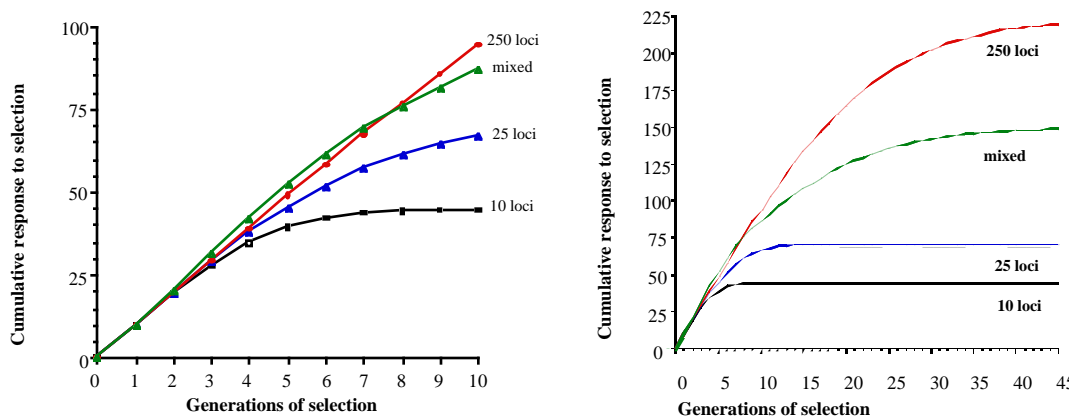 Cumulative response to selection
100
75
50
25
0
250 loci
mixed
25 loci
10 loci
0 1 2 3 4 5 6 7 8 9 10
Generations of selection
Cumulative response to selection
225
200
175
150
125
100
75
50
25
0
250 loci
mixed
25 loci
10 loci
0 5 10 15 20 25 30 35 40 45
Generations of selection